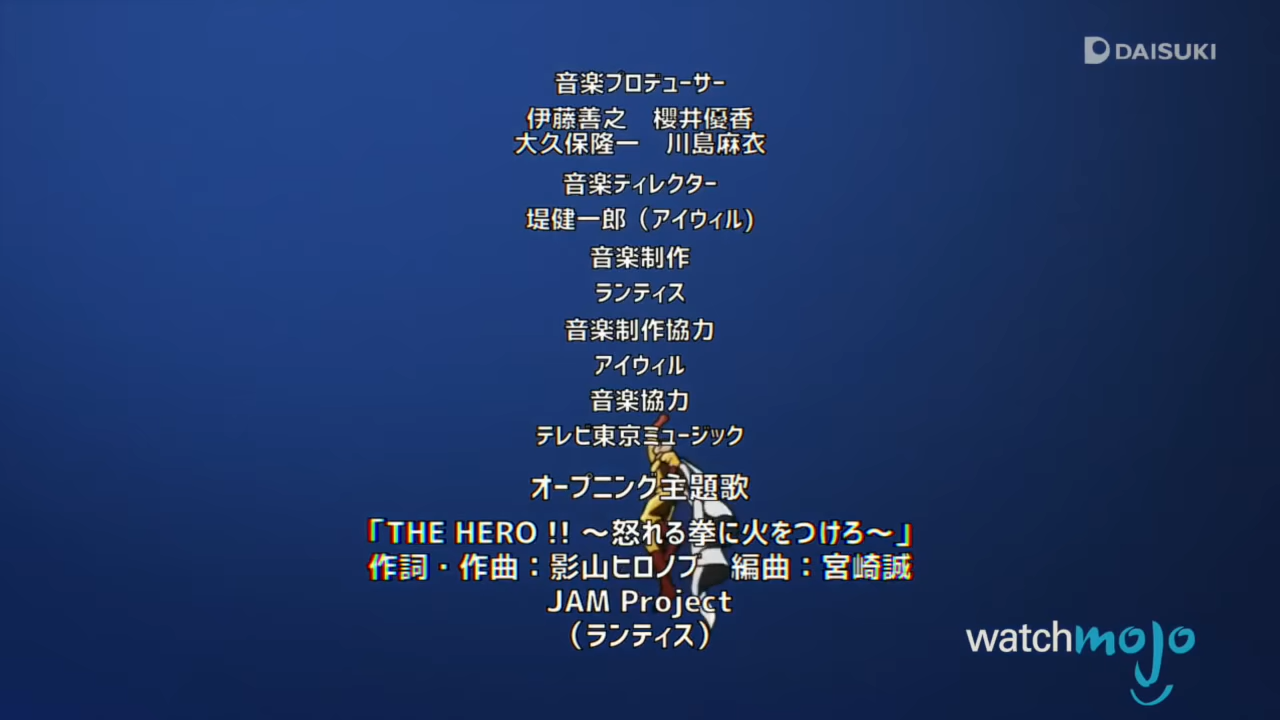 DAISUKI
音楽プロデューサー
伊藤善之　櫻井優香
大久保隆一　川島麻衣
音楽ディレクター
堤健一郎（アイウィル）
音楽制作
ランティス
音楽制作協力
アイウィル
音楽協力
テレビ東京ミュージック
オープニング主題歌
「THE HERO !! ～怒れる拳に火をつけろ～」
作詞・作曲：影山ヒロノブ　編曲：宮崎誠
JAM Project
（ランティス）
watchmojo